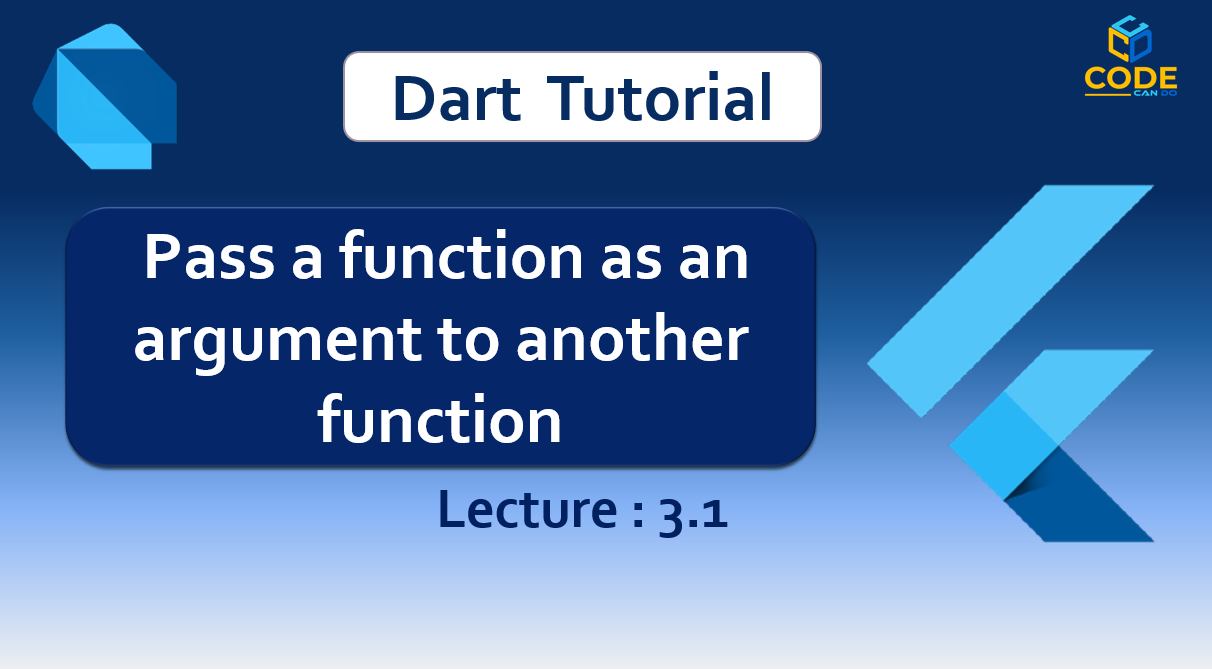 Dart Tutorial
CODE
CAN DO
Pass a function as an
argument to another
function
Lecture : 3.1